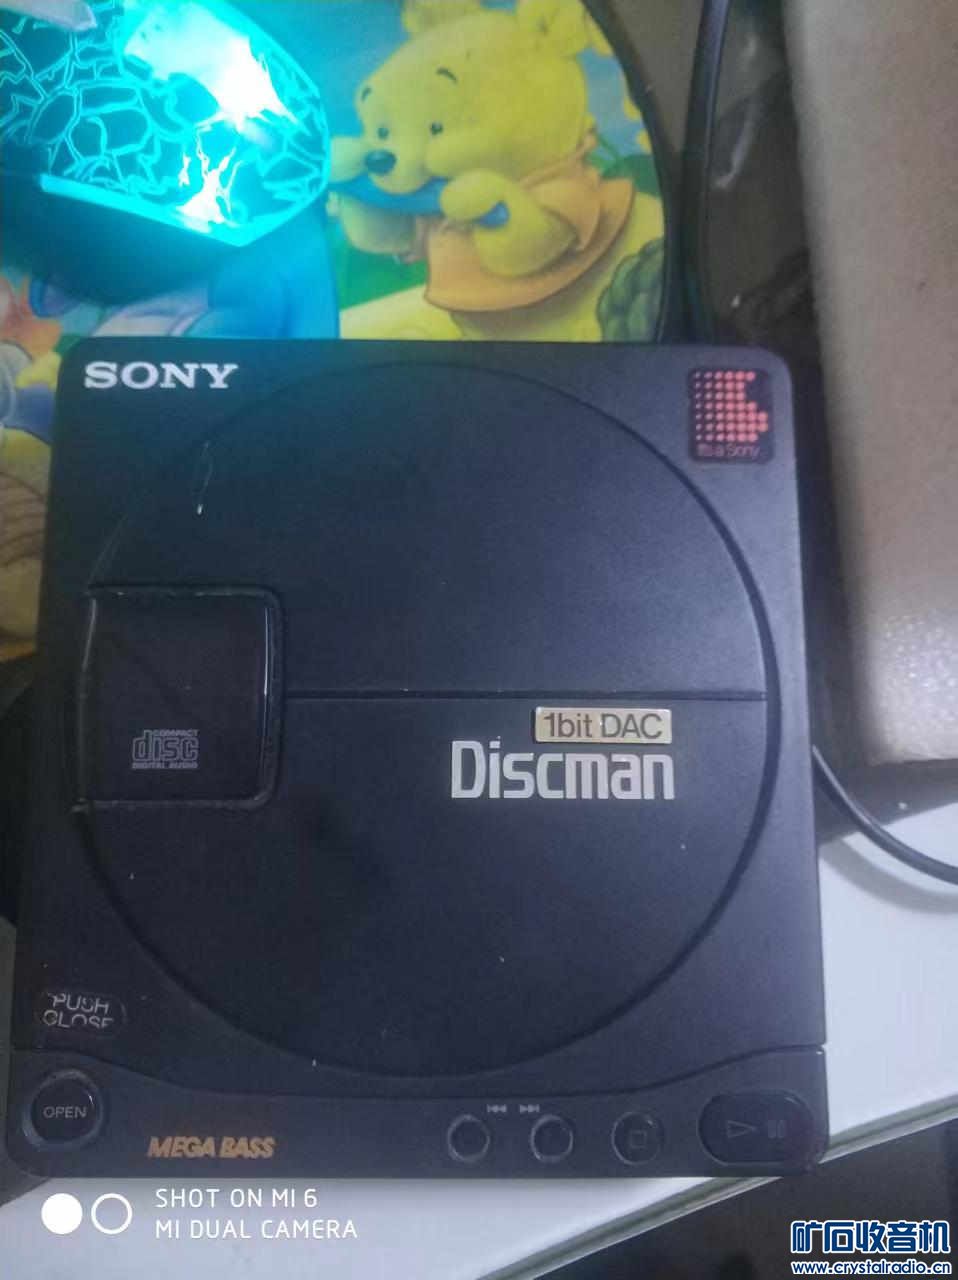 SONY
It's a Sony
1bit DAC
Discman
COMPACT
disc
DIGITAL AUDIO
PUSH
CLOSE
OPEN
MEGA BASS
SHOT ON MI 6
MI DUAL CAMERA
矿石收音机
www.crystalradio.cn